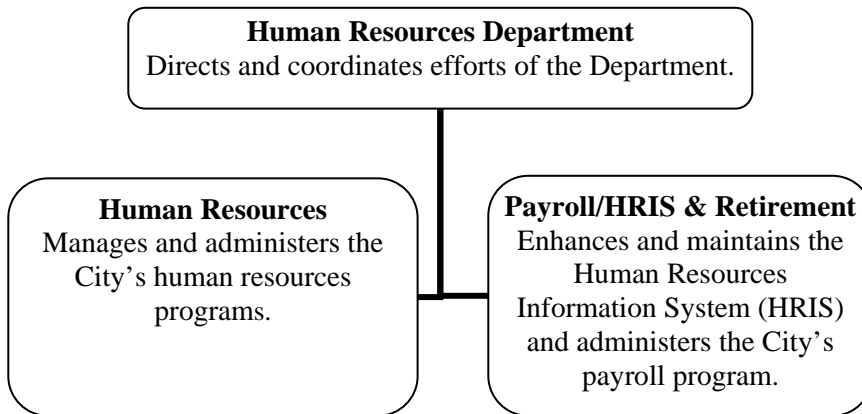 Human Resources Department
Directs and coordinates efforts of the Department.
Human Resources
Manages and administers the
City’s human resources
programs.
Payroll/HRIS & Retirement
Enhances and maintains the
Human Resources
Information System (HRIS)
and administers the City’s
payroll program.